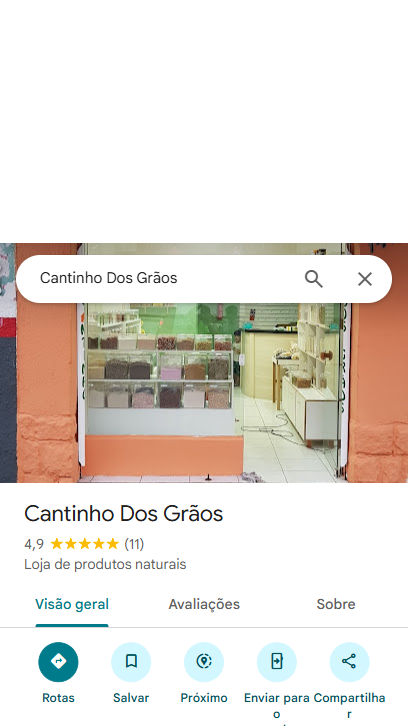 Cantinho Dos Grãos
Cantinho Dos Grãos
4,9 (11)
Loja de produtos naturais
Visão geral Avaliações Sobre
Rotas Salvar Próximo Enviar para o Compartilhar